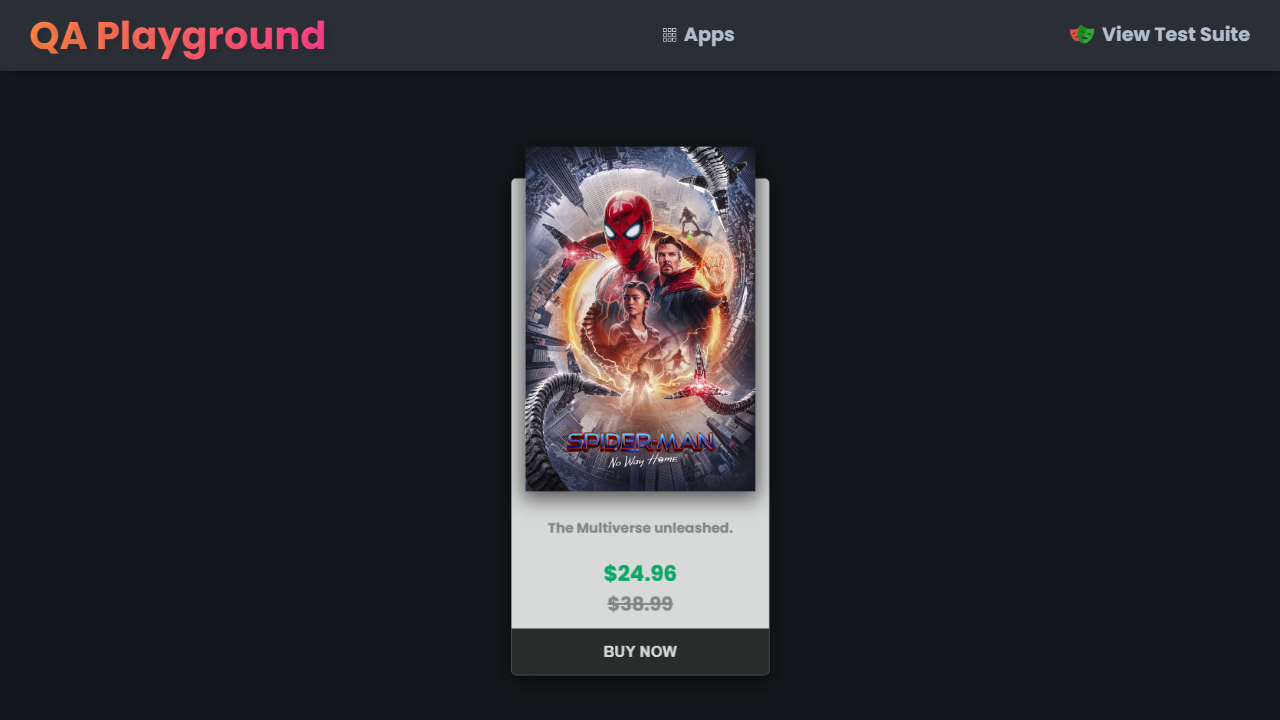 QA Playground
Apps
View Test Suite
SPIDER-MAN
No Way Home
The Multiverse unleashed.
$24.96
$38.99
BUY NOW